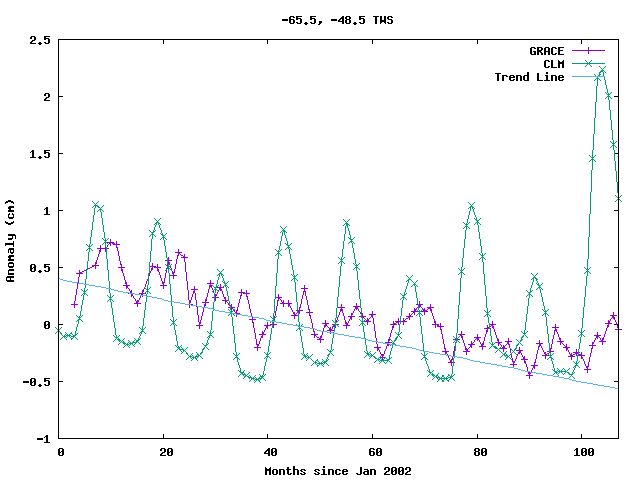 -65.5, -48.5 TWS
GRACE
CLM
Trend Line
2.5
2
1.5
1
0.5
0
-0.5
-1
Anomaly (cm)
0 20 40 60 80 100
Months since Jan 2002